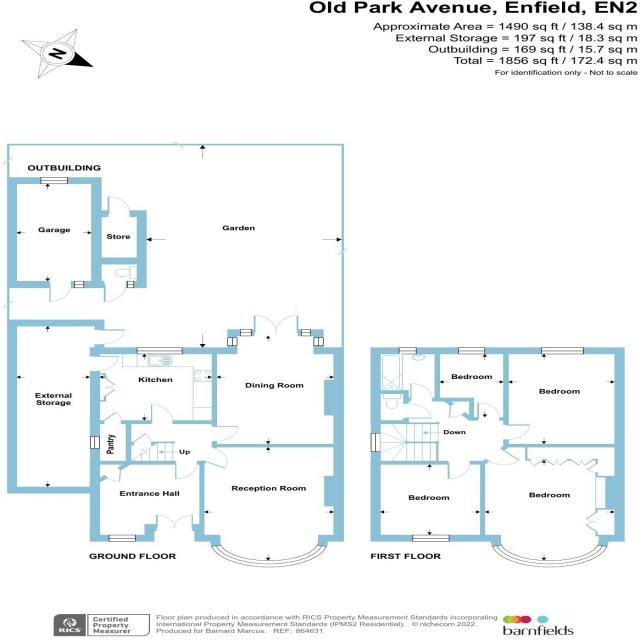 Old Park Avenue, Enfield, EN2
Approximate Area = 1490 sq ft / 138.4 sq m
External Storage = 197 sq ft / 18.3 sq m
Outbuilding = 169 sq ft / 15.7 sq m
Total = 1856 sq ft / 172.4 sq m
For identification only - Not to scale
N
OUTBUILDING
Garage
Store
Garden
External
Storage
Kitchen
Dining Room
Pantry
Up
Entrance Hall
Reception Room
GROUND FLOOR
Bedroom
Bedroom
Down
Bedroom
Bedroom
FIRST FLOOR
RICS
Certified
Property
Measurer
Floor plan produced in accordance with RICS Property Measurement Standards incorporating
International Property Measurement Standards (IPMS2 Residential). © nichecom 2022.
Produced for Barnard Marcus. REF: 864631
barnfields